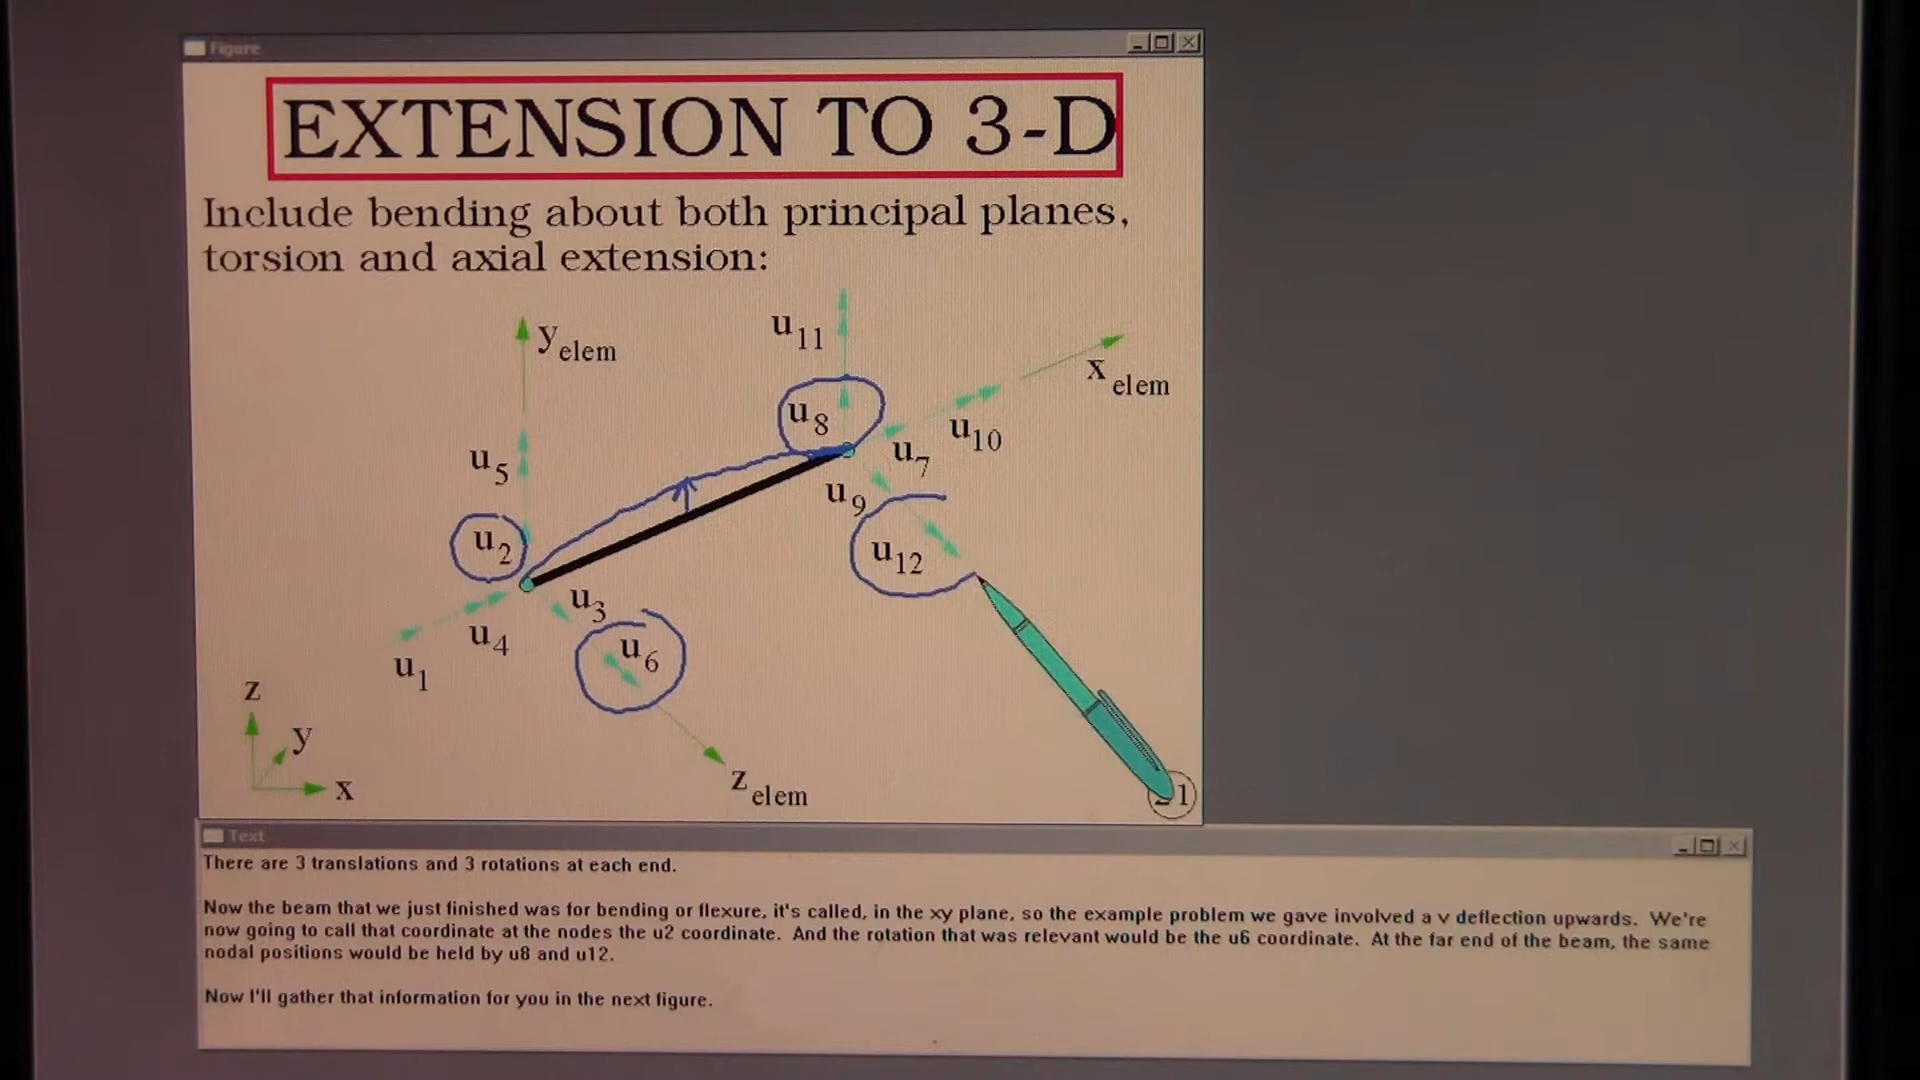 Figure
EXTENSION TO 3-D
Include bending about both principal planes,
torsion and axial extension:
u11
yelem
xelem
u8
u10
u7
u5
u9
u2
u12
u3
u4
u6
u1
z
y
x
zelem
Text
There are 3 translations and 3 rotations at each end.
Now the beam that we just finished was for bending or flexure, it's called, in the xy plane, so the example problem we gave involved a v deflection upwards. We're
now going to call that coordinate at the nodes the u2 coordinate. And the rotation that was relevant would be the u6 coordinate. At the far end of the beam, the same
nodal positions would be held by u8 and u12.
Now I'll gather that information for you in the next figure.